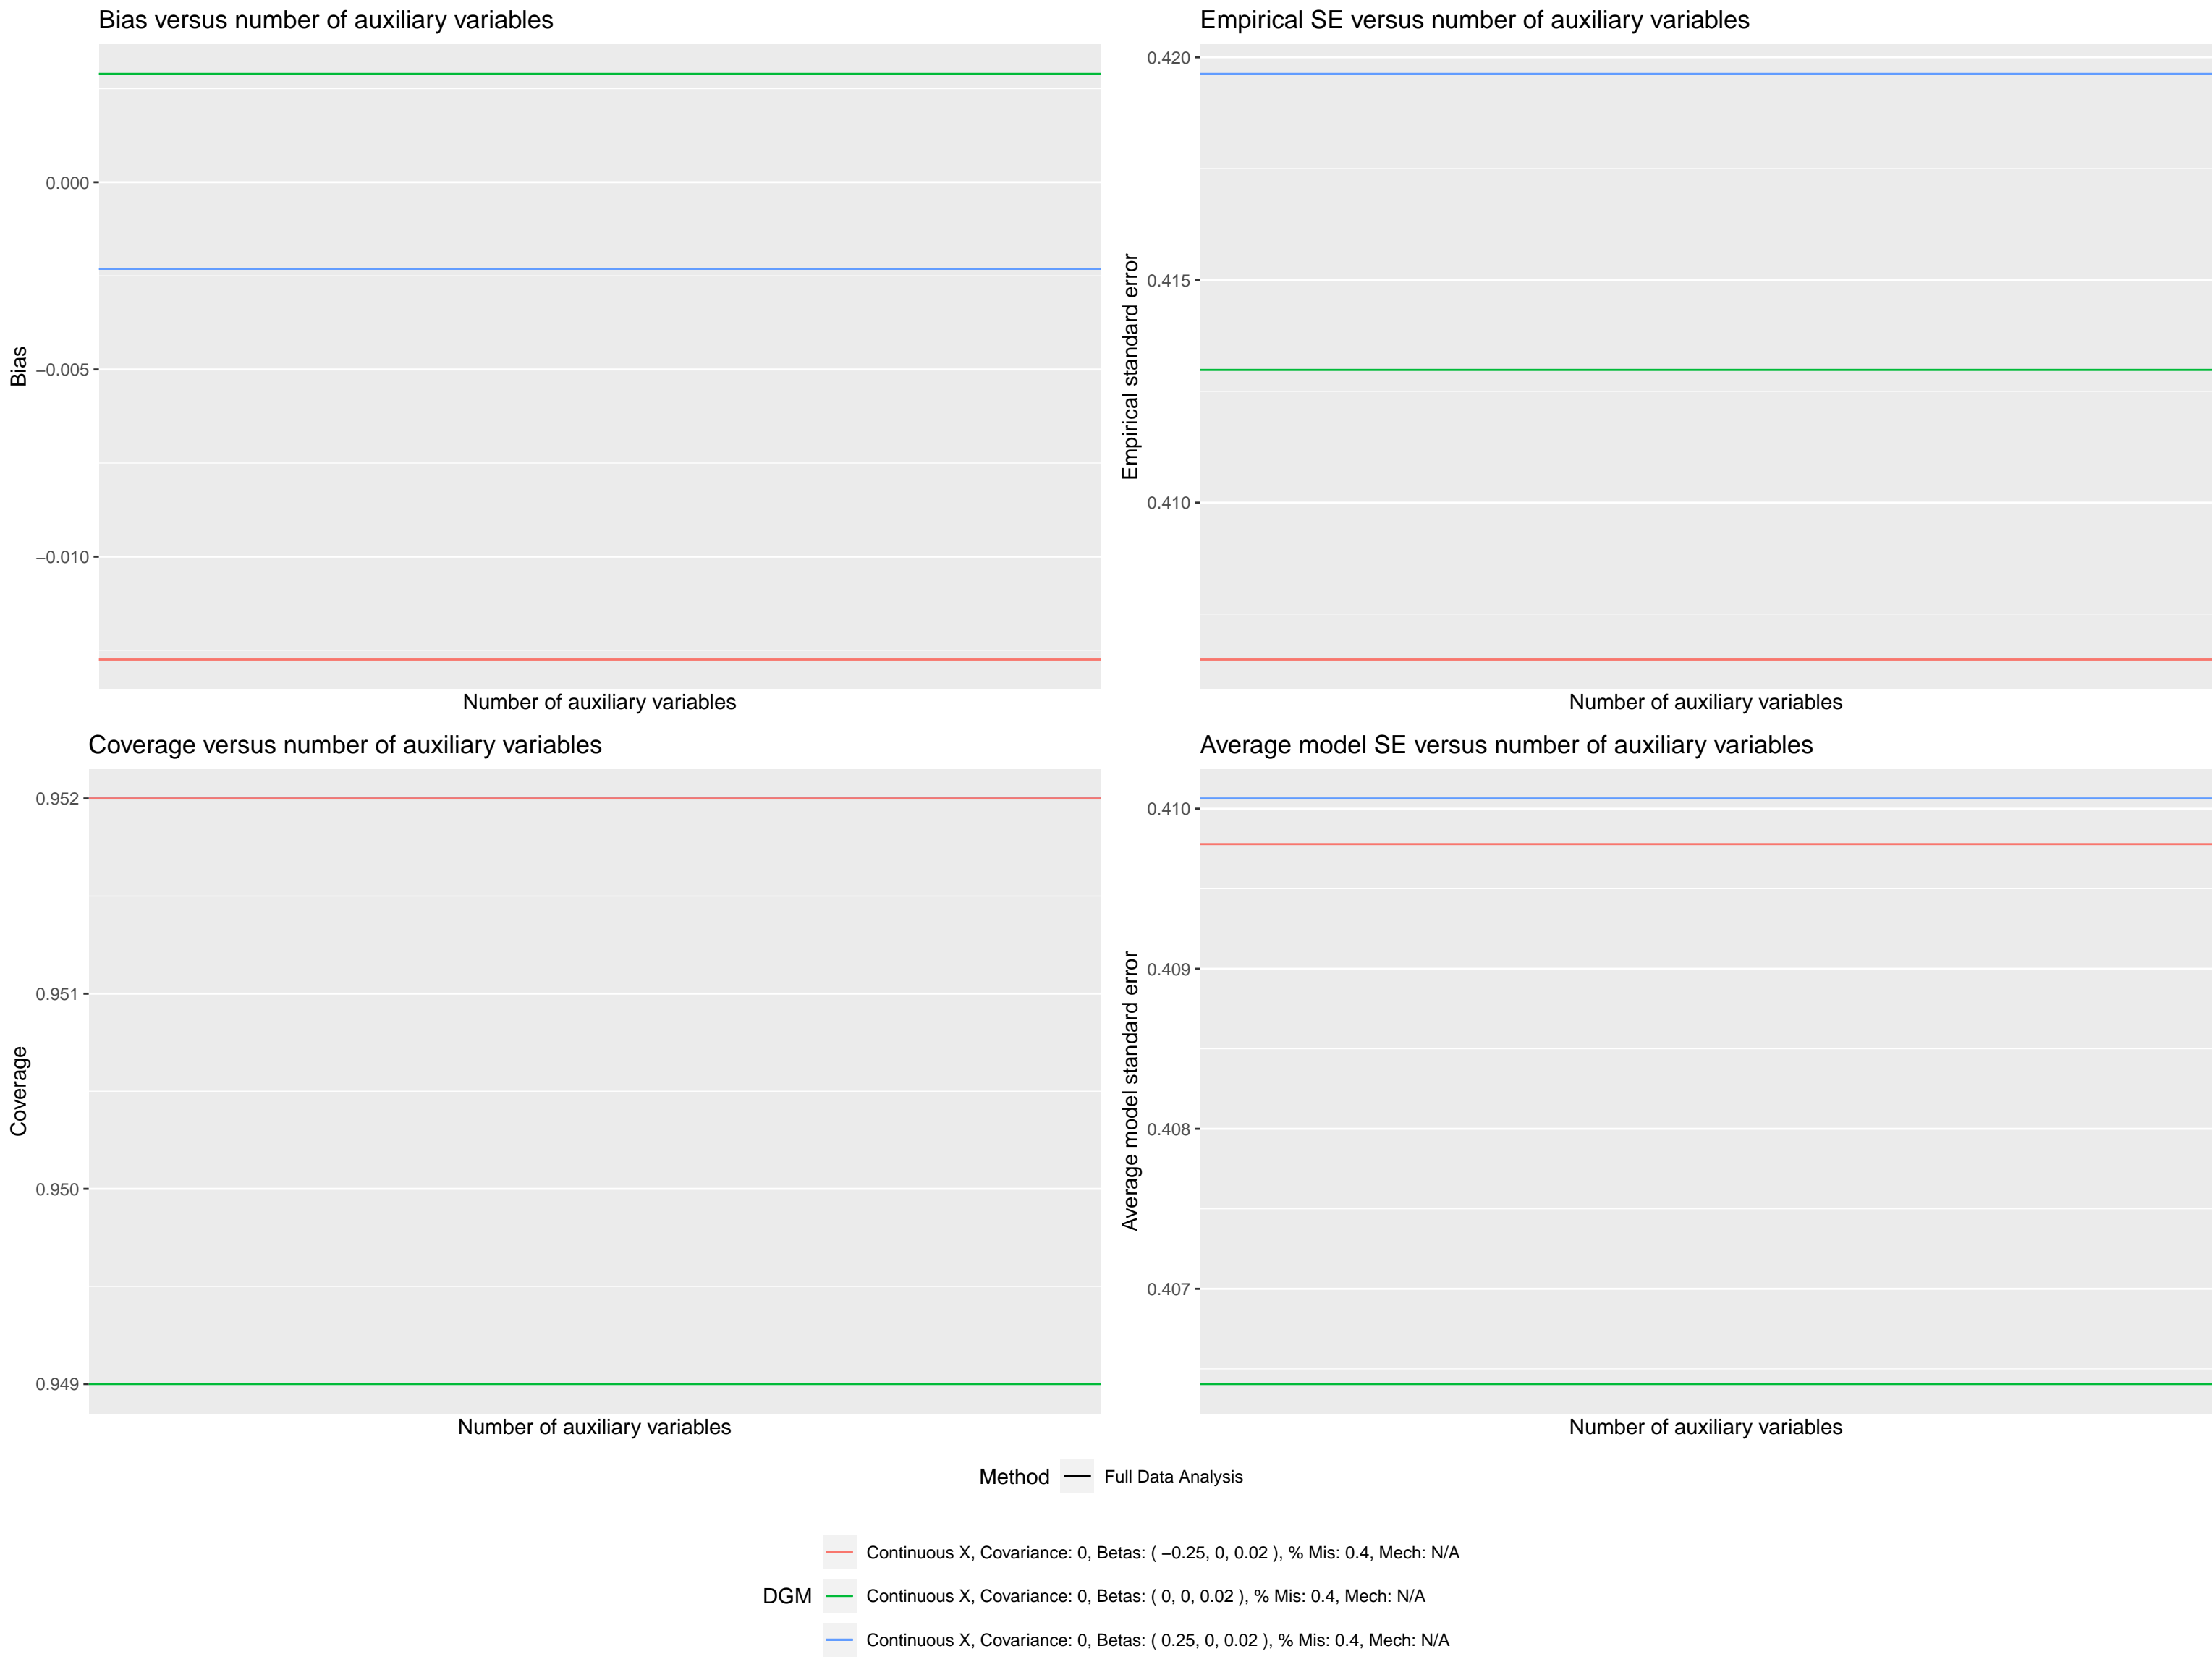 Bias versus number of auxiliary variables
Bias
0.000
−0.005
−0.010
Number of auxiliary variables
Empirical SE versus number of auxiliary variables
Empirical standard error
0.420
0.415
0.410
Number of auxiliary variables
Coverage versus number of auxiliary variables
Coverage
0.952
0.951
0.950
0.949
Number of auxiliary variables
Average model SE versus number of auxiliary variables
Average model standard error
0.410
0.409
0.408
0.407
Number of auxiliary variables
Method Full Data Analysis
DGM
Continuous X, Covariance: 0, Betas: ( −0.25, 0, 0.02 ), % Mis: 0.4, Mech: N/A
Continuous X, Covariance: 0, Betas: ( 0, 0, 0.02 ), % Mis: 0.4, Mech: N/A
Continuous X, Covariance: 0, Betas: ( 0.25, 0, 0.02 ), % Mis: 0.4, Mech: N/A